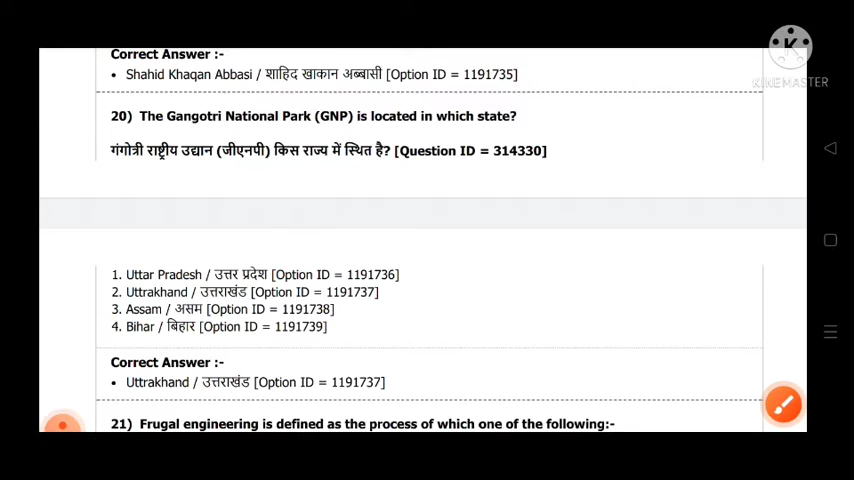 Correct Answer :-
• Shahid Khaqan Abbasi / शाहिद खाकान अब्बासी [Option ID = 1191735]
20) The Gangotri National Park (GNP) is located in which state?
गंगोत्री राष्ट्रीय उद्यान (जीएनपी) किस राज्य में स्थित है? [Question ID = 314330]
1. Uttar Pradesh / उत्तर प्रदेश [Option ID = 1191736]
2. Uttrakhand / उत्तराखंड [Option ID = 1191737]
3. Assam / असम [Option ID = 1191738]
4. Bihar / बिहार [Option ID = 1191739]
Correct Answer :-
• Uttrakhand / उत्तराखंड [Option ID = 1191737]
21) Frugal engineering is defined as the process of which one of the following:-
K
KINEMASTER